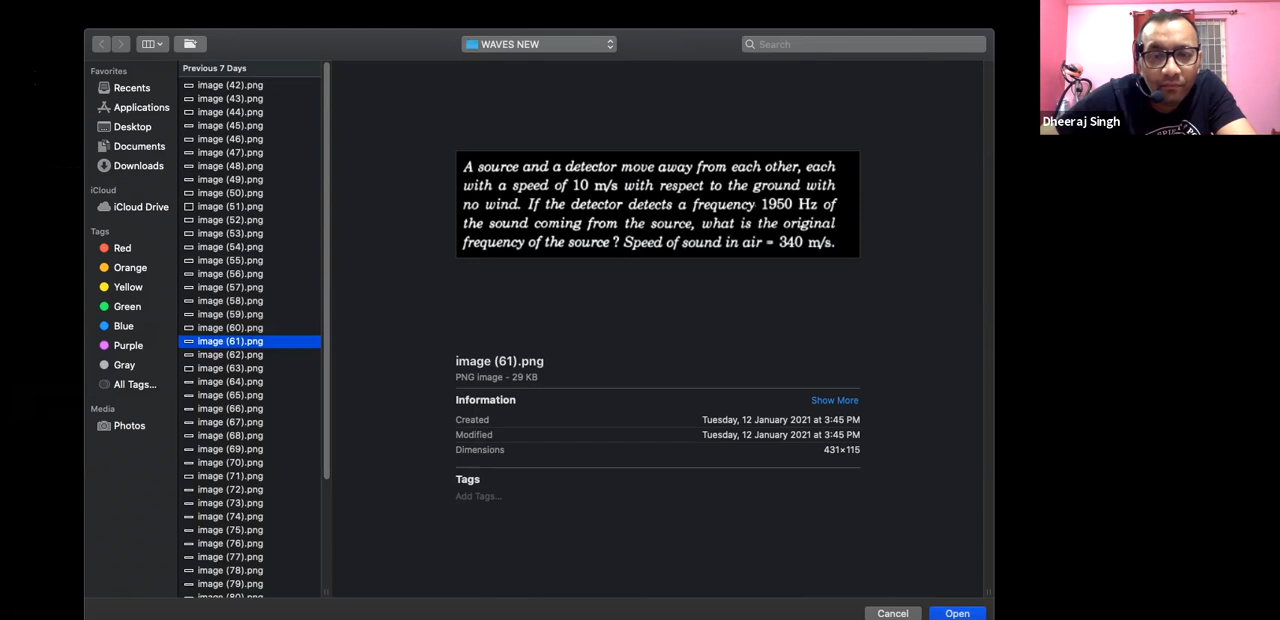 WAVES NEW
Search
Dheeraj Singh
Favorites
Recents
Applications
Desktop
Documents
Downloads
iCloud
iCloud Drive
Tags
Red
Orange
Yellow
Green
Blue
Purple
Gray
All Tags...
Media
Photos
Previous 7 Days
image (42).png
image (43).png
image (44).png
image (45).png
image (46).png
image (47).png
image (48).png
image (49).png
image (50).png
image (51).png
image (52).png
image (53).png
image (54).png
image (55).png
image (56).png
image (57).png
image (58).png
image (59).png
image (60).png
image (61).png
image (62).png
image (63).png
image (64).png
image (65).png
image (66).png
image (67).png
image (68).png
image (69).png
image (70).png
image (71).png
image (72).png
image (73).png
image (74).png
image (75).png
image (76).png
image (77).png
image (78).png
image (79).png
image (80).png
A source and a detector move away from each other, each
with a speed of 10 m/s with respect to the ground with
no wind. If the detector detects a frequency 1950 Hz of
the sound coming from the source, what is the original
frequency of the source ? Speed of sound in air = 340 m/s.
image (61).png
PNG image - 29 KB
Information
Show More
Created
Tuesday, 12 January 2021 at 3:45 PM
Modified
Tuesday, 12 January 2021 at 3:45 PM
Dimensions
431×115
Tags
Add Tags...
Cancel
Open